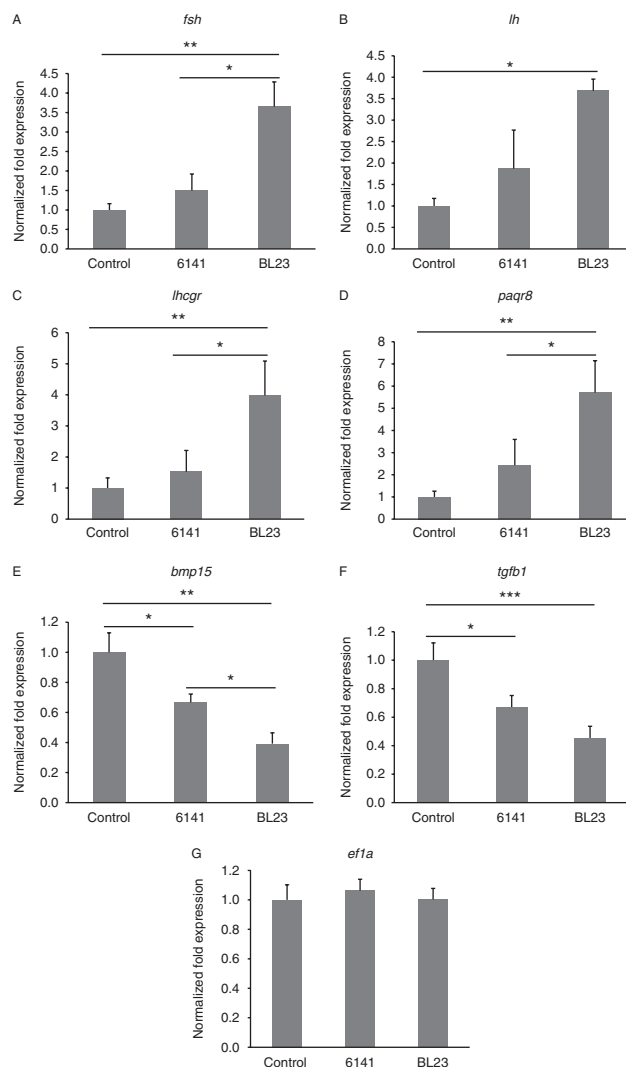 A
fsh
**
*
Normalized fold expression
4.5
4.0
3.5
3.0
2.5
2.0
1.5
1.0
0.5
0.0
Control 6141 BL23
B
lh
*
Normalized fold expression
4.5
4.0
3.5
3.0
2.5
2.0
1.5
1.0
0.5
0.0
Control 6141 BL23
C
lhcgr
**
*
Normalized fold expression
6
5
4
3
2
1
0
Control 6141 BL23
D
paqr8
**
*
Normalized fold expression
8
7
6
5
4
3
2
1
0
Control 6141 BL23
E
bmp15
**
*
*
Normalized fold expression
1.2
1.0
0.8
0.6
0.4
0.2
0.0
Control 6141 BL23
F
tgfb1
***
*
Normalized fold expression
1.2
1.0
0.8
0.6
0.4
0.2
0.0
Control 6141 BL23
G
ef1a
Normalized fold expression
1.2
1.0
0.8
0.6
0.4
0.2
0.0
Control 6141 BL23